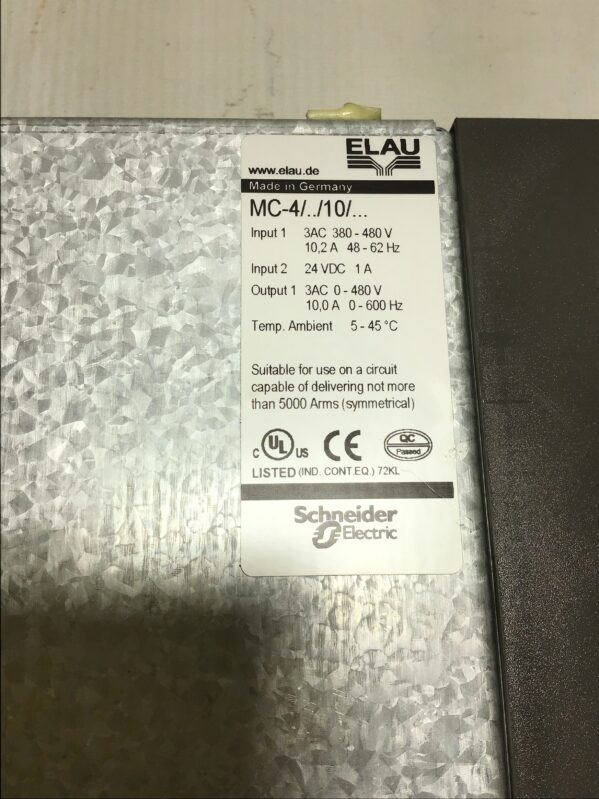 ELAU
www.elau.de
Made in Germany
MC-4/../10/...
Input 1 3AC 380 - 480 V
10,2 A 48 - 62 Hz
Input 2 24 VDC 1 A
Output 1 3AC 0 - 480 V
10,0 A 0 - 600 Hz
Temp. Ambient 5 - 45 °C
Suitable for use on a circuit
capable of delivering not more
than 5000 Arms (symmetrical)
C UL US CE QC Passed
LISTED (IND. CONT.EQ.) 72KL
Schneider
Electric